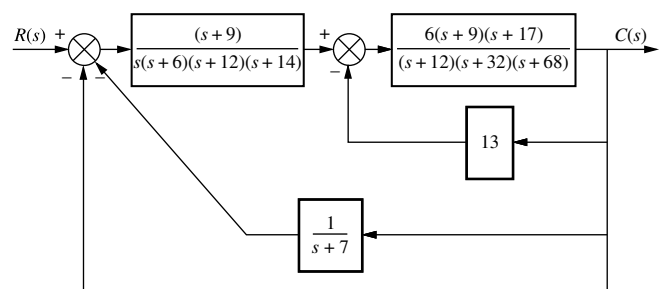 R(s) + (s + 9) + 6(s + 9)(s + 17) C(s)
s(s + 6)(s + 12)(s + 14) (s + 12)(s + 32)(s + 68)
− − −
13
1
s + 7